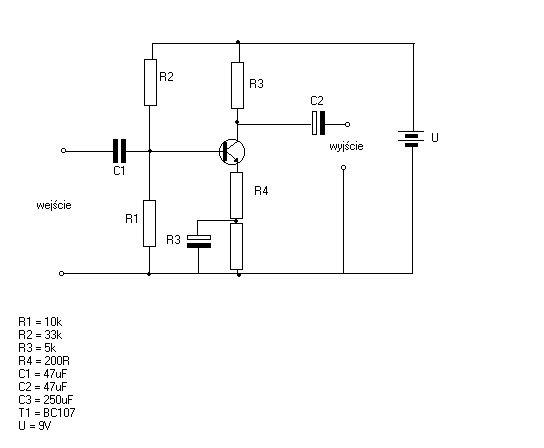 R2
R3
C2
U
wyjście
C1
R4
wejście
R1
R3
R1 = 10k
R2 = 33k
R3 = 5k
R4 = 200R
C1 = 47uF
C2 = 47uF
C3 = 250uF
T1 = BC107
U = 9V